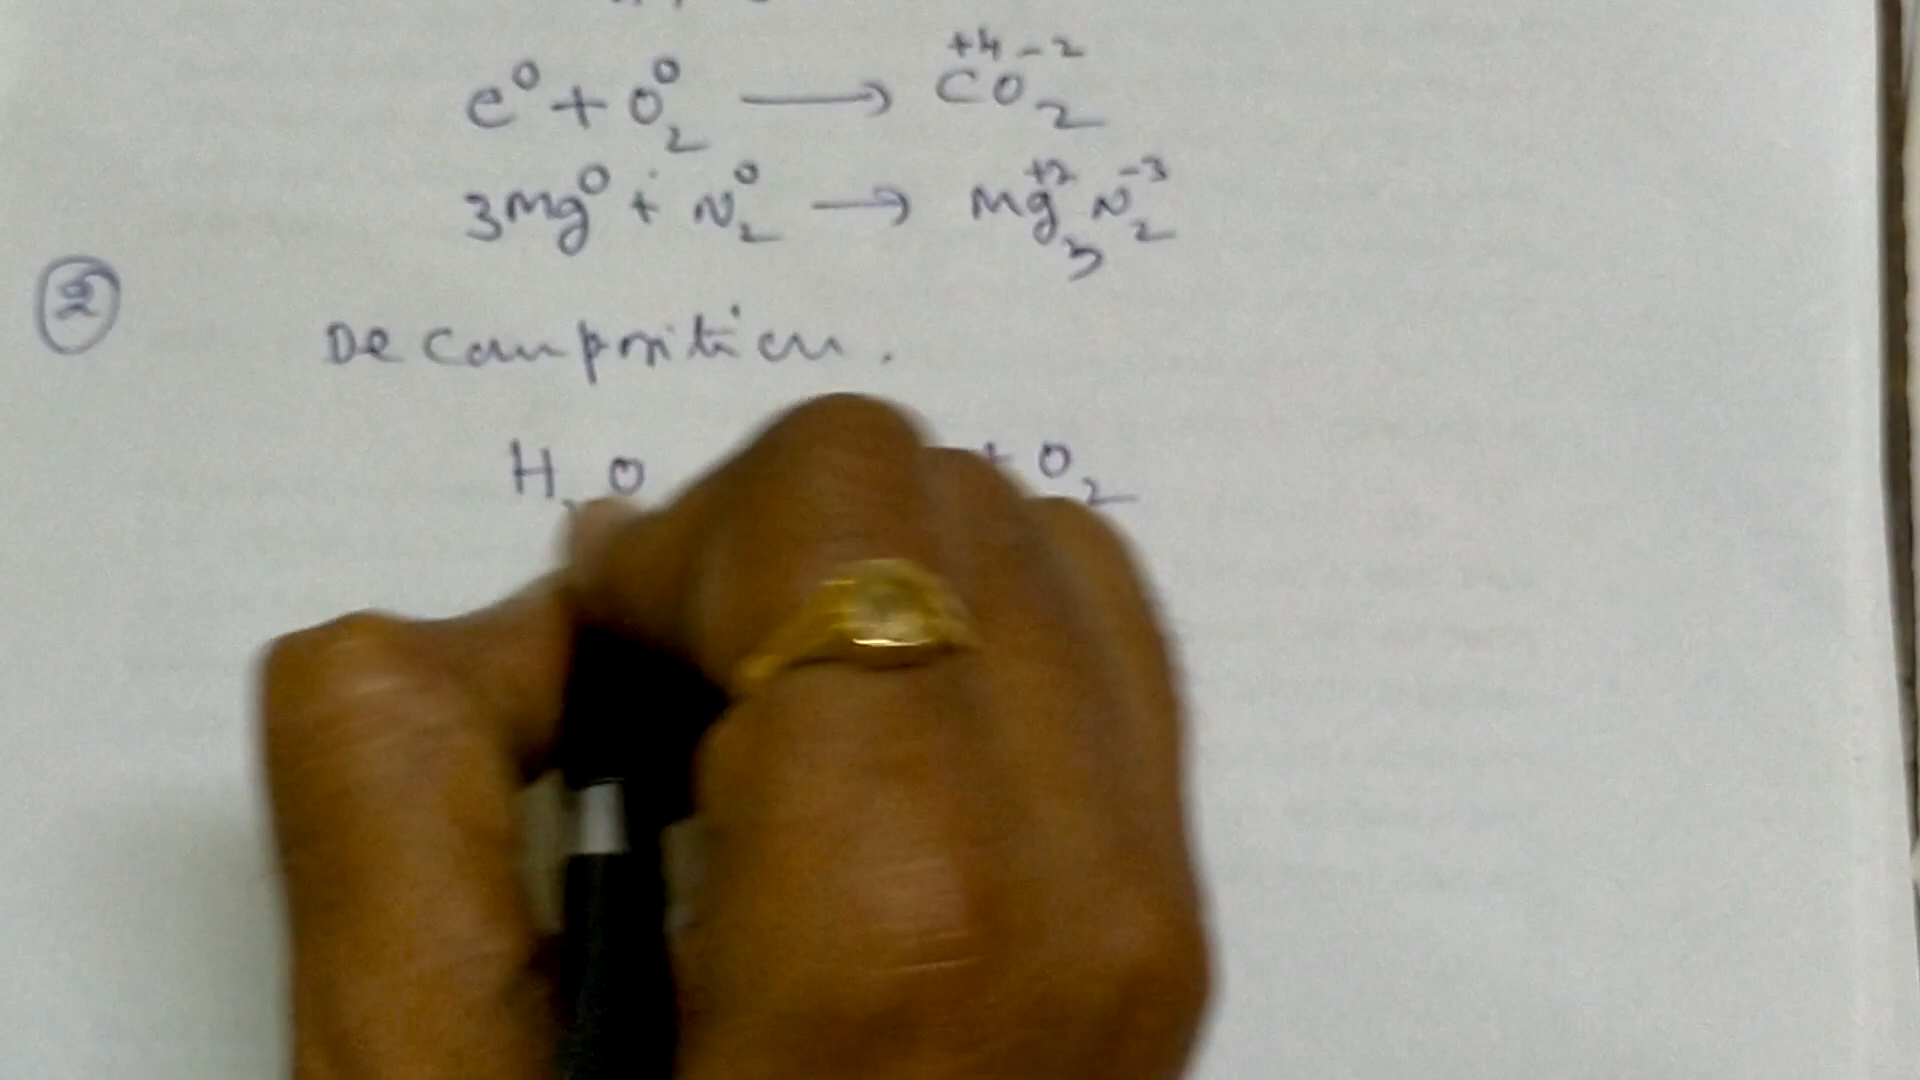 C⁰ + O₂⁰ → C⁺⁴O₂⁻²
3Mg⁰ + N₂⁰ → Mg₃⁺²N₂⁻³
② Decomposition.
H₂O + O₂